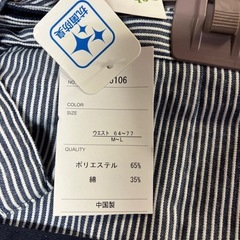 抗菌防臭
NO.
0106
COLOR
SIZE
ウエスト 64~77
M~L
QUALITY
ポリエステル 65%
綿 35%
中国製